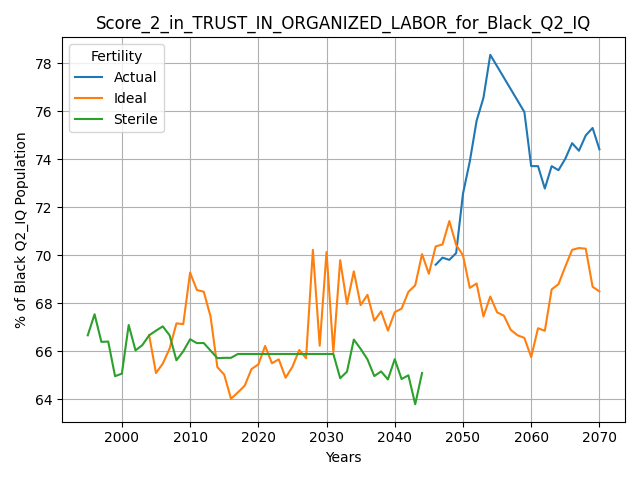 Score_2_in_TRUST_IN_ORGANIZED_LABOR_for_Black_Q2_IQ
Fertility
Actual
Ideal
Sterile
% of Black Q2_IQ Population
78
76
74
72
70
68
66
64
2000 2010 2020 2030 2040 2050 2060 2070
Years